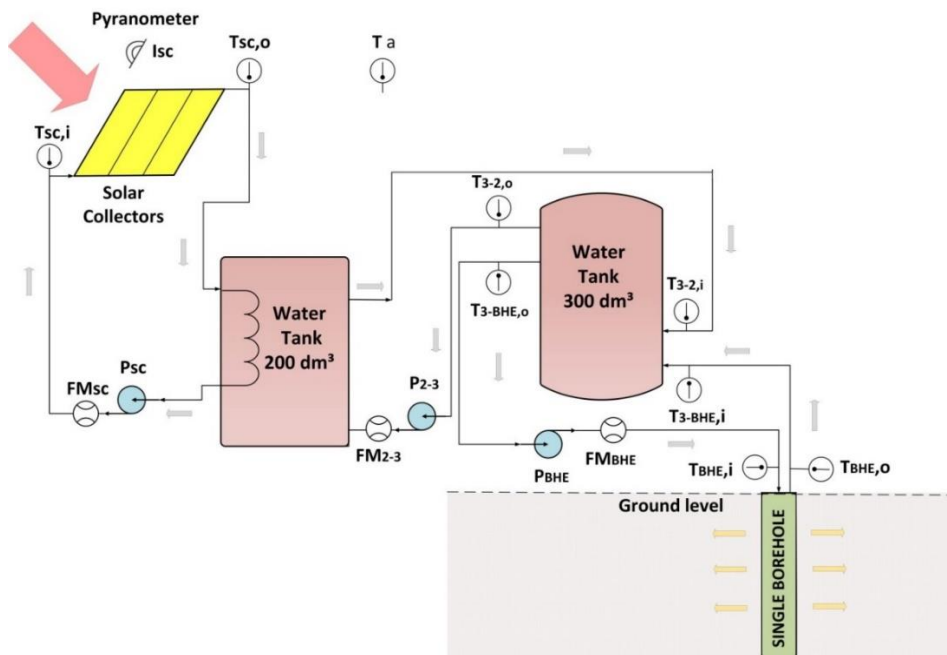 Pyranometer
Isc
Tsc,o
T a
Tsc,i
Solar
Collectors
T3-2,o
Water
Tank
300 dm³
T3-BHE,o
T3-2,i
Water
Tank
200 dm³
Psc
FMsc
P2-3
FM2-3
T3-BHE,i
PBHE
FMBHE
TBHE,i
TBHE,o
Ground level
SINGLE BOREHOLE